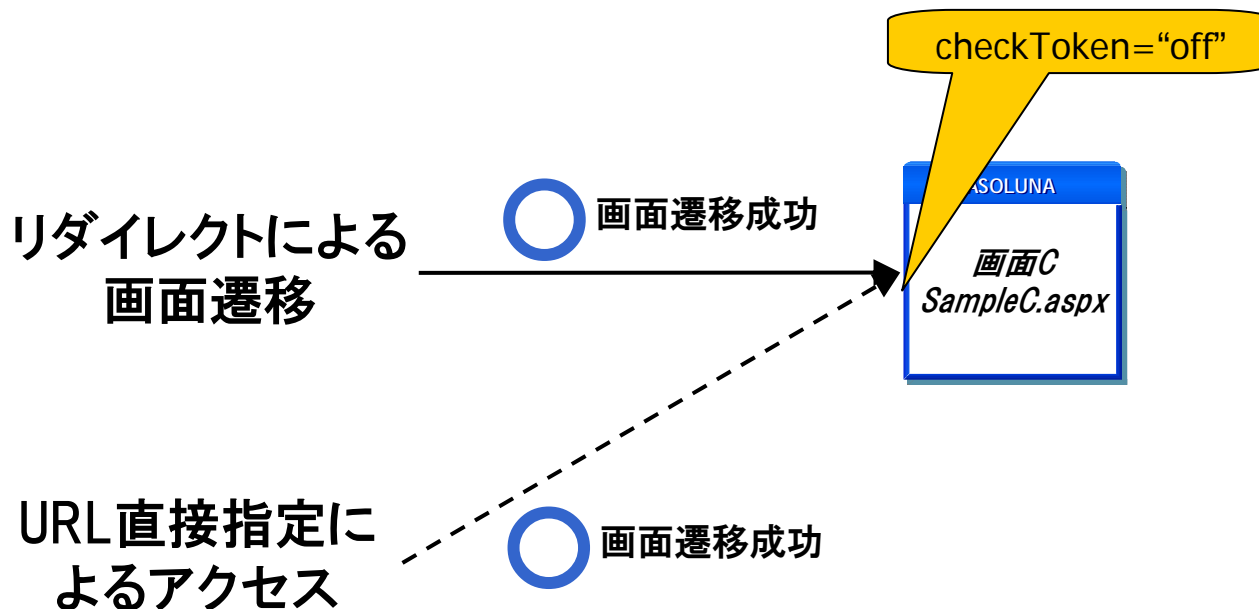 checkToken=“off”
ASOLUNA
リダイレクトによる
画面遷移
画面遷移成功
画面C
SampleC.aspx
URL直接指定に
よるアクセス
画面遷移成功